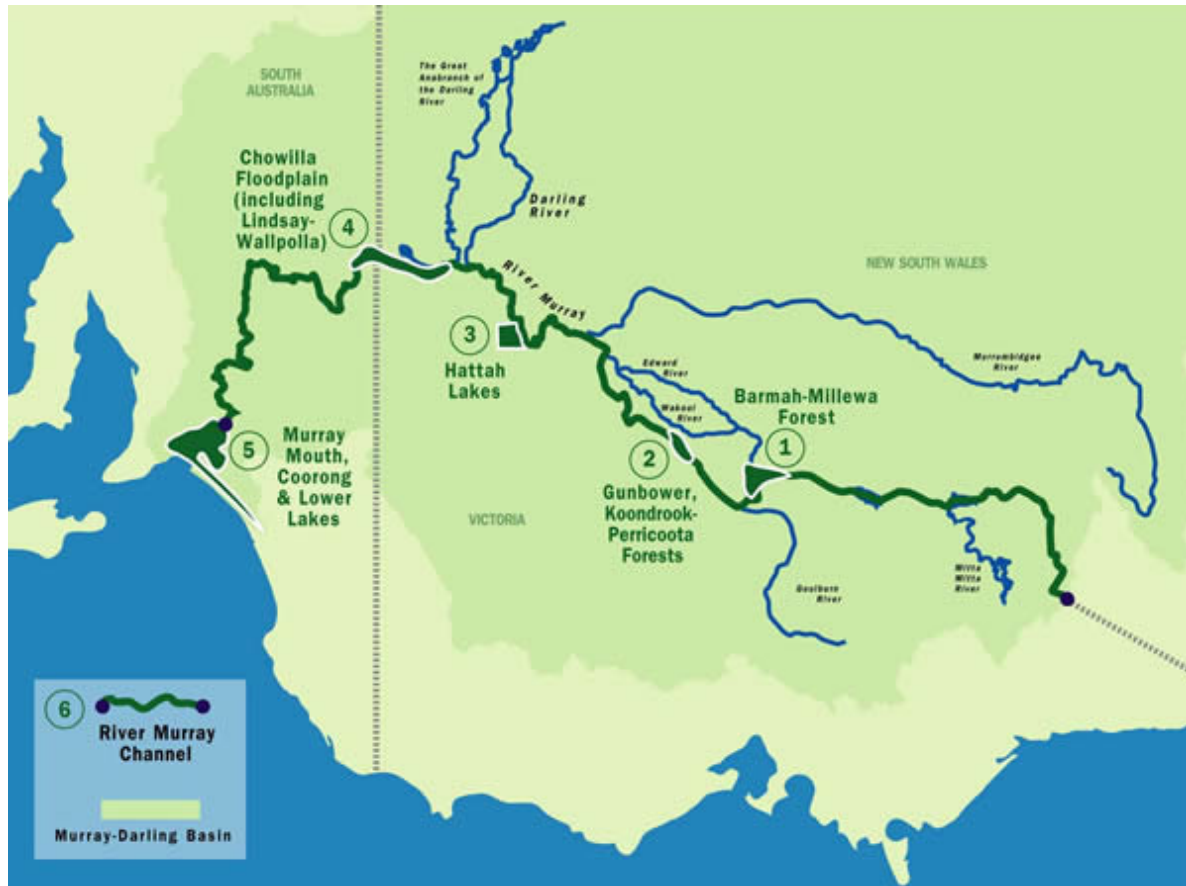 SOUTH
AUSTRALIA
The Great
Anabranch of
the Darling
River
Chowilla
Floodplain
(including
Lindsay-
Wallpolla)
4
Darling
River
River Murray
NEW SOUTH WALES
3
Hattah
Lakes
Edward
River
Murrumbidgee
River
Wakool
River
Barmah-Millewa
Forest
1
2
Gunbower,
Koondrook-
Perricoota
Forests
5
Murray
Mouth,
Coorong
& Lower
Lakes
VICTORIA
Goulburn
River
Mitta
Mitta
River
6
River Murray
Channel
Murray-Darling Basin